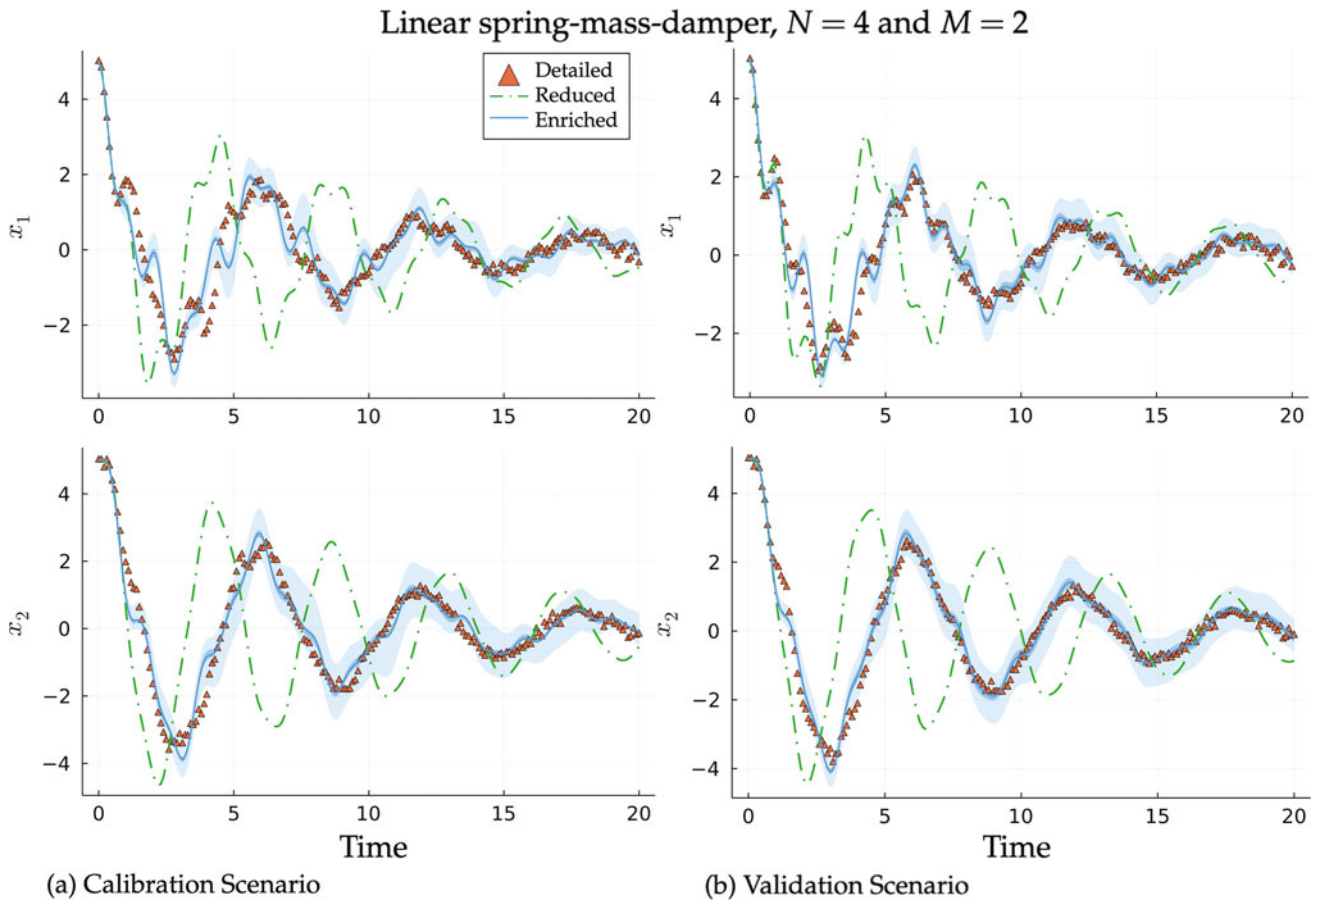 Linear spring-mass-damper, N = 4 and M = 2
Detailed
Reduced
Enriched
x₁
4
2
0
−2
0 5 10 15 20
x₁
4
2
0
−2
0 5 10 15 20
x₂
4
2
0
−2
−4
0 5 10 15 20
Time
x₂
4
2
0
−2
−4
0 5 10 15 20
Time
(a) Calibration Scenario
(b) Validation Scenario